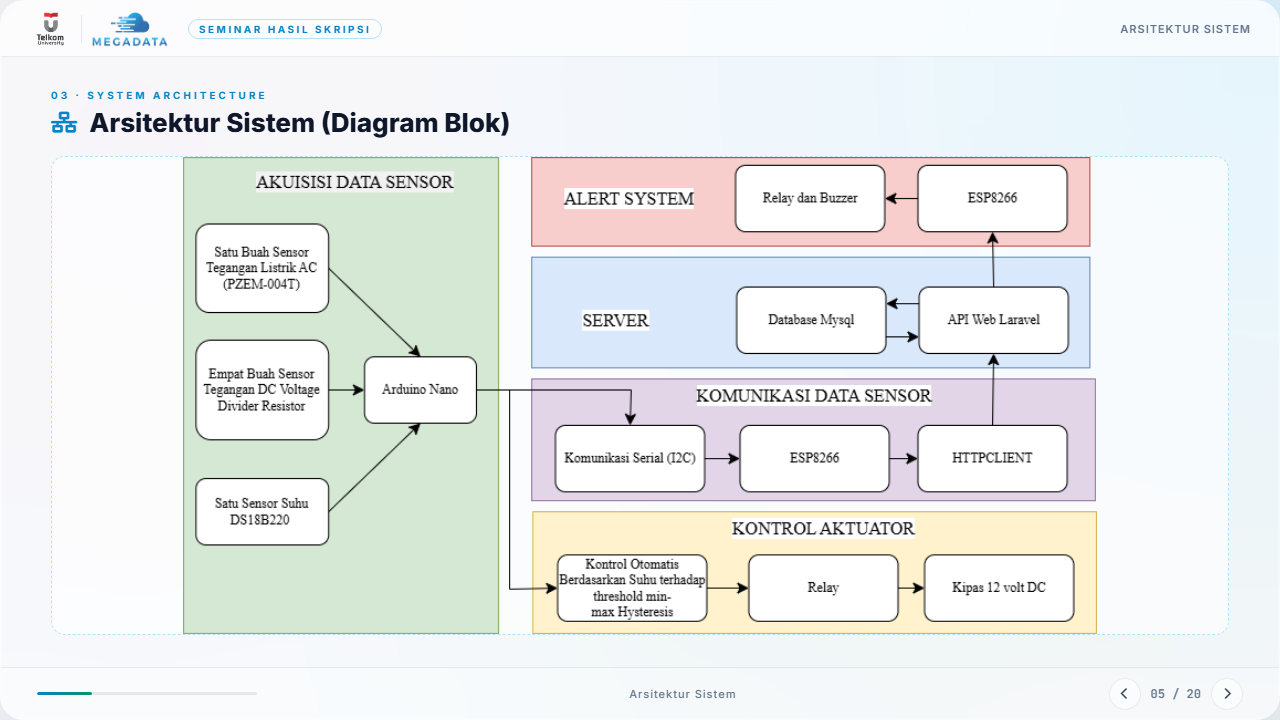 Telkom
University
MEGADATA
SEMINAR HASIL SKRIPSI
ARSITEKTUR SISTEM
03 · SYSTEM ARCHITECTURE
Arsitektur Sistem (Diagram Blok)
AKUISISI DATA SENSOR
Satu Buah Sensor
Tegangan Listrik AC
(PZEM-004T)
Empat Buah Sensor
Tegangan DC Voltage
Divider Resistor
Satu Sensor Suhu
DS18B220
Arduino Nano
ALERT SYSTEM
Relay dan Buzzer
ESP8266
SERVER
Database Mysql
API Web Laravel
KOMUNIKASI DATA SENSOR
Komunikasi Serial (I2C)
ESP8266
HTTPCLIENT
KONTROL AKTUATOR
Kontrol Otomatis
Berdasarkan Suhu terhadap
threshold min-
max Hysteresis
Relay
Kipas 12 volt DC
Arsitektur Sistem
05 / 20